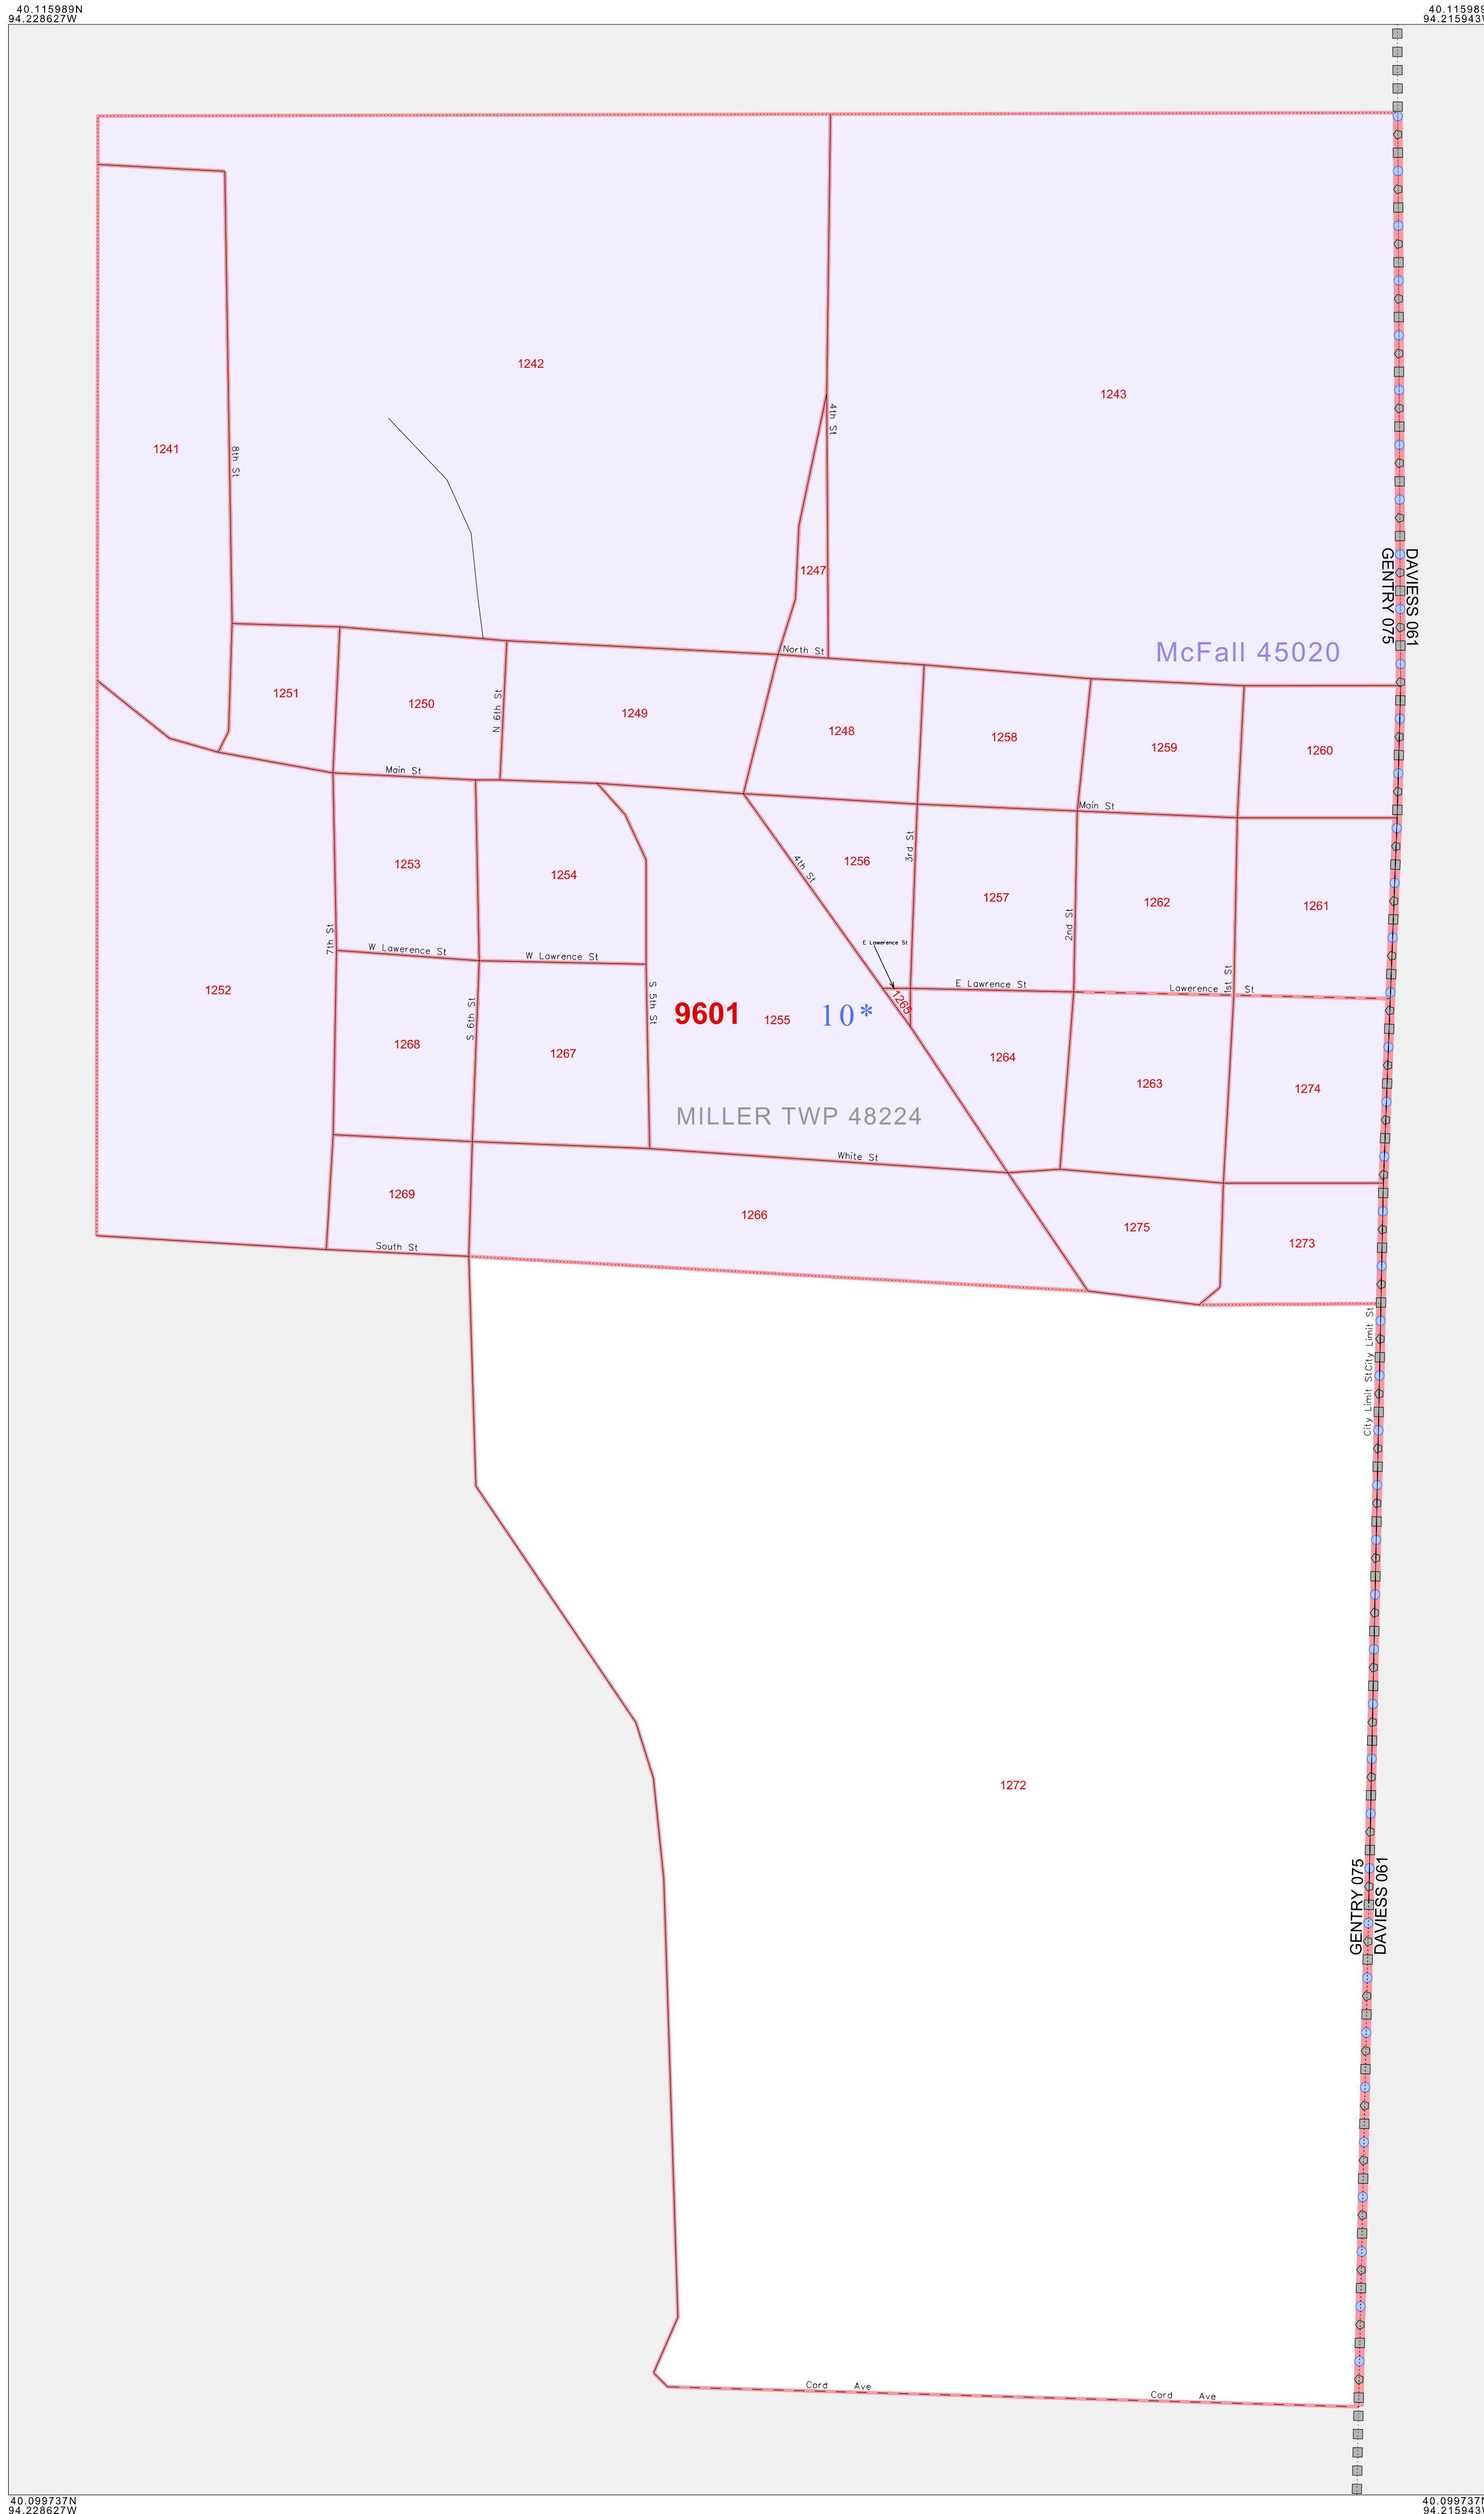 40.115989N
94.228627W
40.115989
94.215943W
1242
1243
4th St
1241
8th St
DAVIESS 061
GENTRY 075
1247
North St
McFall 45020
1251
1250
N 6th St
1249
1248
1258
1259
1260
Main St
Main St
1253
1254
4th St
1256
3rd St
1257
1262
1261
7th St
W Lawerence St
W Lawrence St
2nd St
E Lawerence St
E Lawrence St
Lawerence St
1st St
1252
S 6th St
S 5th St
9601
1255
10*
1265
1268
1267
1264
1263
1274
MILLER TWP 48224
White St
1269
1266
1275
1273
South St
City Limit St
City Limit St
1272
GENTRY 075
DAVIESS 061
Cord Ave
Cord Ave
40.099737N
94.228627W
40.099737N
94.215943W